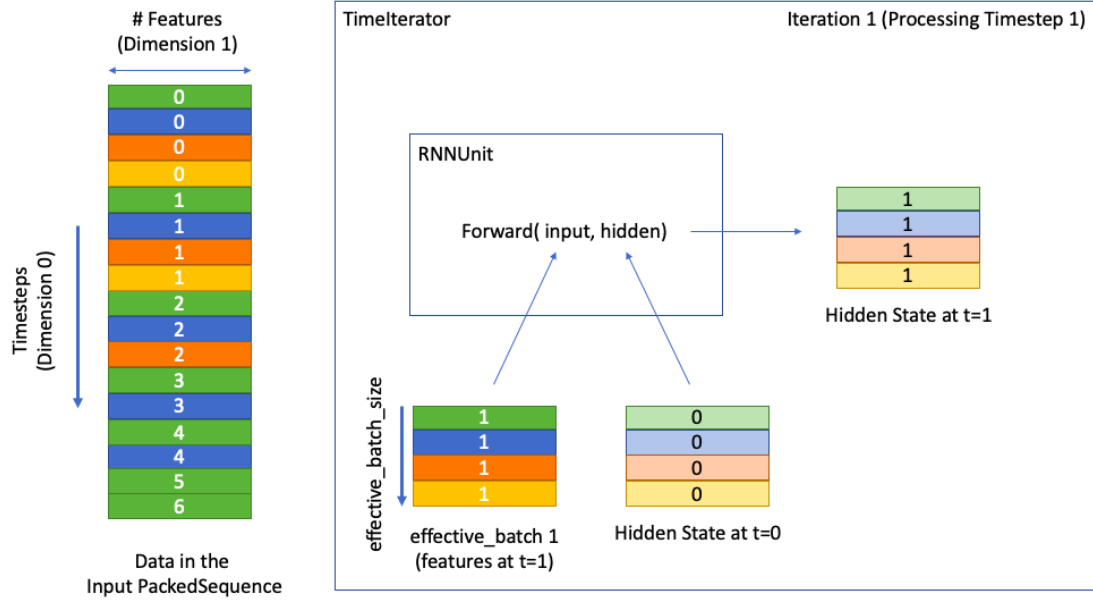 # Features
(Dimension 1)
0
0
0
0
1
1
1
1
2
2
2
3
3
4
4
5
6
Timesteps
(Dimension 0)
Data in the
Input PackedSequence
TimeIterator
Iteration 1 (Processing Timestep 1)
RNNUnit
Forward( input, hidden)
1
1
1
1
Hidden State at t=1
effective_batch_size
1
1
1
1
effective_batch 1
(features at t=1)
0
0
0
0
Hidden State at t=0